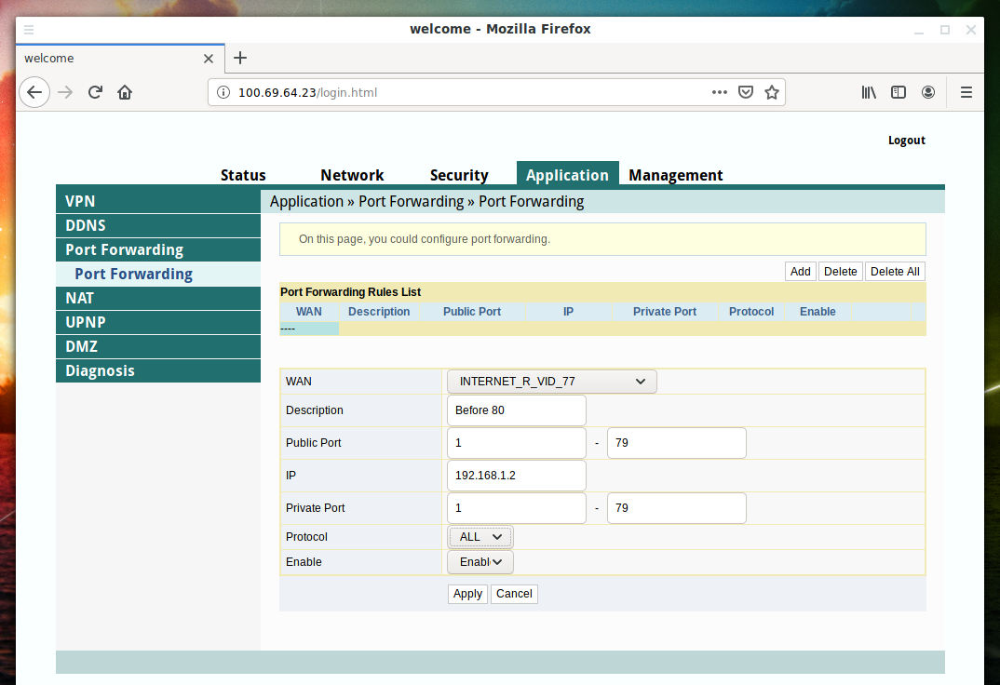 welcome - Mozilla Firefox
welcome
100.69.64.23/login.html
Logout
Status Network Security Application Management
VPN
DDNS
Port Forwarding
Port Forwarding
NAT
UPNP
DMZ
Diagnosis
Application » Port Forwarding » Port Forwarding
On this page, you could configure port forwarding.
Add Delete Delete All
Port Forwarding Rules List
WAN Description Public Port IP Private Port Protocol Enable
----
WAN INTERNET_R_VID_77
Description Before 80
Public Port 1 - 79
IP 192.168.1.2
Private Port 1 - 79
Protocol ALL
Enable Enabl
Apply Cancel